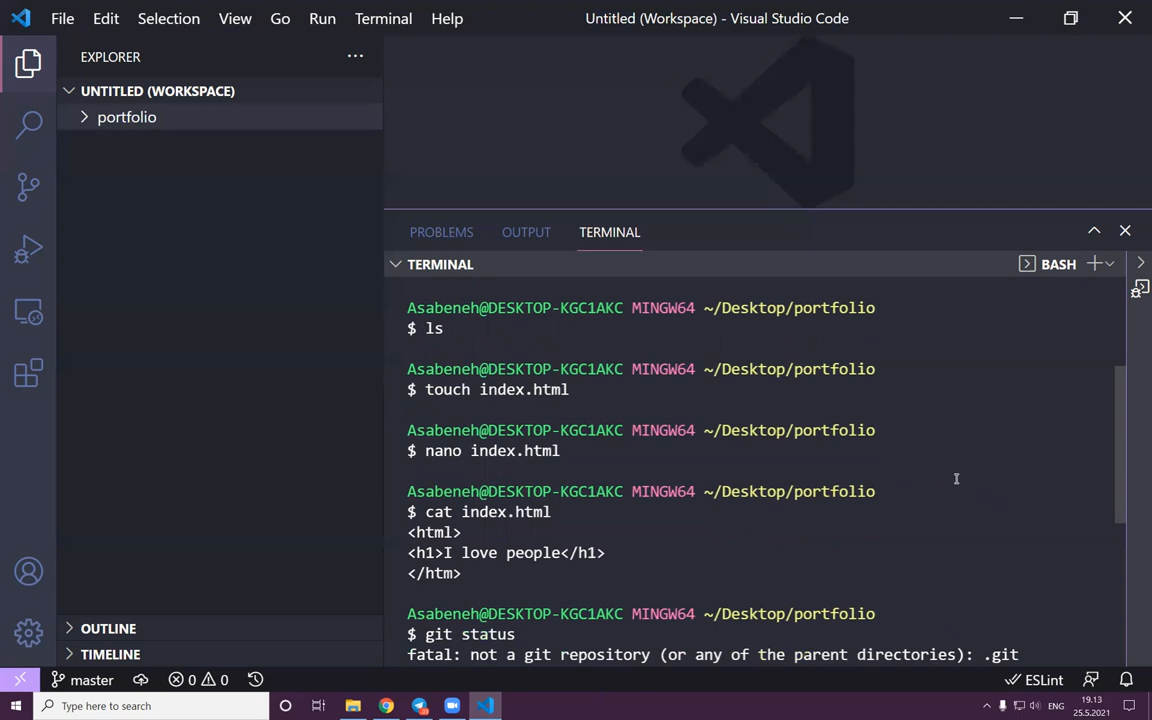 File Edit Selection View Go Run Terminal Help Untitled (Workspace) - Visual Studio Code
EXPLORER
UNTITLED (WORKSPACE)
portfolio
PROBLEMS OUTPUT TERMINAL
TERMINAL BASH
Asabeneh@DESKTOP-KGC1AKC MINGW64 ~/Desktop/portfolio
$ ls
Asabeneh@DESKTOP-KGC1AKC MINGW64 ~/Desktop/portfolio
$ touch index.html
Asabeneh@DESKTOP-KGC1AKC MINGW64 ~/Desktop/portfolio
$ nano index.html
Asabeneh@DESKTOP-KGC1AKC MINGW64 ~/Desktop/portfolio
$ cat index.html
<html>
<h1>I love people</h1>
</htm>
Asabeneh@DESKTOP-KGC1AKC MINGW64 ~/Desktop/portfolio
$ git status
fatal: not a git repository (or any of the parent directories): .git
OUTLINE
TIMELINE
master 0 0 ESLint
Type here to search
ENG
19.13
25.5.2021